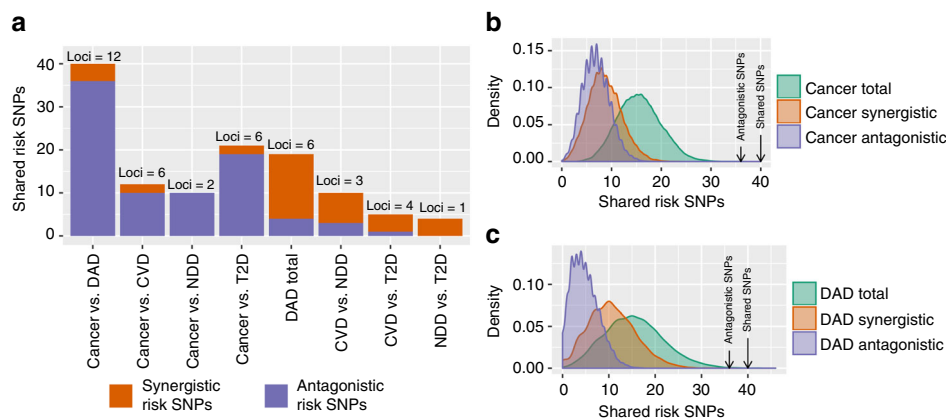 a
Shared risk SNPs
40
30
20
10
0
Loci = 12
Loci = 6
Loci = 2
Loci = 6
Loci = 6
Loci = 3
Loci = 4
Loci = 1
Cancer vs. DAD
Cancer vs. CVD
Cancer vs. NDD
Cancer vs. T2D
DAD total
CVD vs. NDD
CVD vs. T2D
NDD vs. T2D
Synergistic
risk SNPs
Antagonistic
risk SNPs
b
Density
0.15
0.10
0.05
0.00
Antagonistic SNPs
Shared SNPs
0 10 20 30 40
Shared risk SNPs
Cancer total
Cancer synergistic
Cancer antagonistic
c
Density
0.10
0.05
0.00
Antagonistic SNPs
Shared SNPs
0 10 20 30 40
Shared risk SNPs
DAD total
DAD synergistic
DAD antagonistic